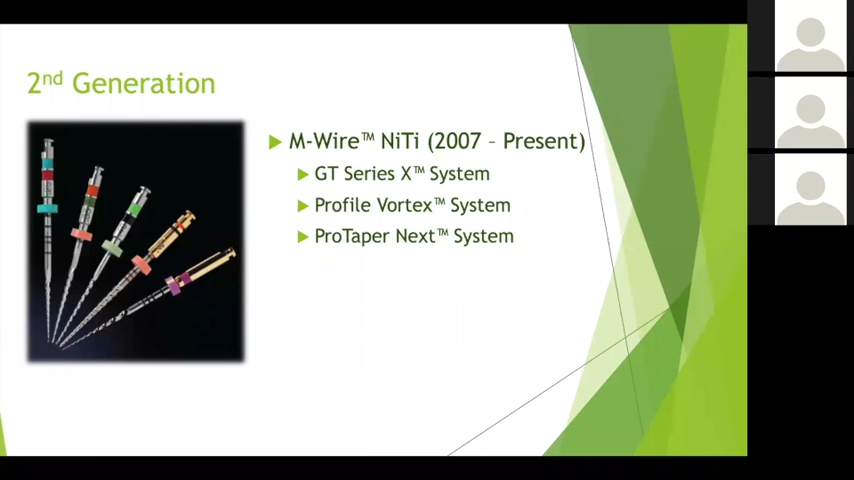 2nd Generation
M-Wire™ NiTi (2007 – Present)
GT Series X™ System
Profile Vortex™ System
ProTaper Next™ System